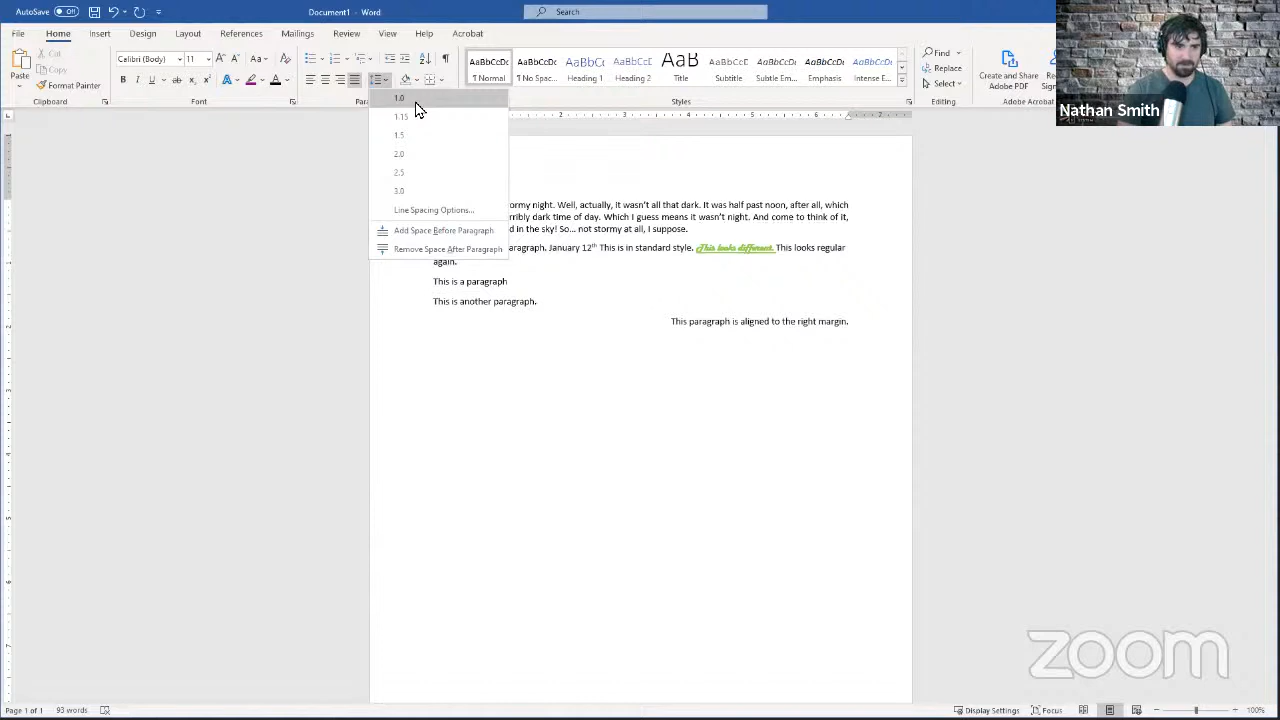 AutoSave Off Document1 - Word Search
File Home Insert Design Layout References Mailings Review View Help Acrobat
Cut
Copy
Paste Format Painter
Calibri (Body) 11
AaBbCcDc AaBbCcDc AaBbCc AaBbCcC AaB AaBbCcD AaBbCcDc AaBbCcDc AaBbCcDc
¶ Normal ¶ No Spac... Heading 1 Heading 2 Title Subtitle Subtle Em... Emphasis Intense E...
Find
Replace
Select
Create and Share
Adobe PDF
Clipboard Styles Editing Adobe Acrobat
Nathan Smith
1.0
1.15
1.5
2.0
2.5
3.0
Line Spacing Options...
Add Space Before Paragraph
Remove Space After Paragraph
ormy night. Well, actually, it wasn't all that dark. It was half past noon, after all, which
rribly dark time of day. Which I guess means it wasn't night. And come to think of it,
d in the sky! So... not stormy at all, I suppose.
aragraph. January 12th This is in standard style. This looks different. This looks regular
again.
This is a paragraph
This is another paragraph.
This paragraph is aligned to the right margin.
zoom
Page 1 of 1 93 words Display Settings Focus 100%